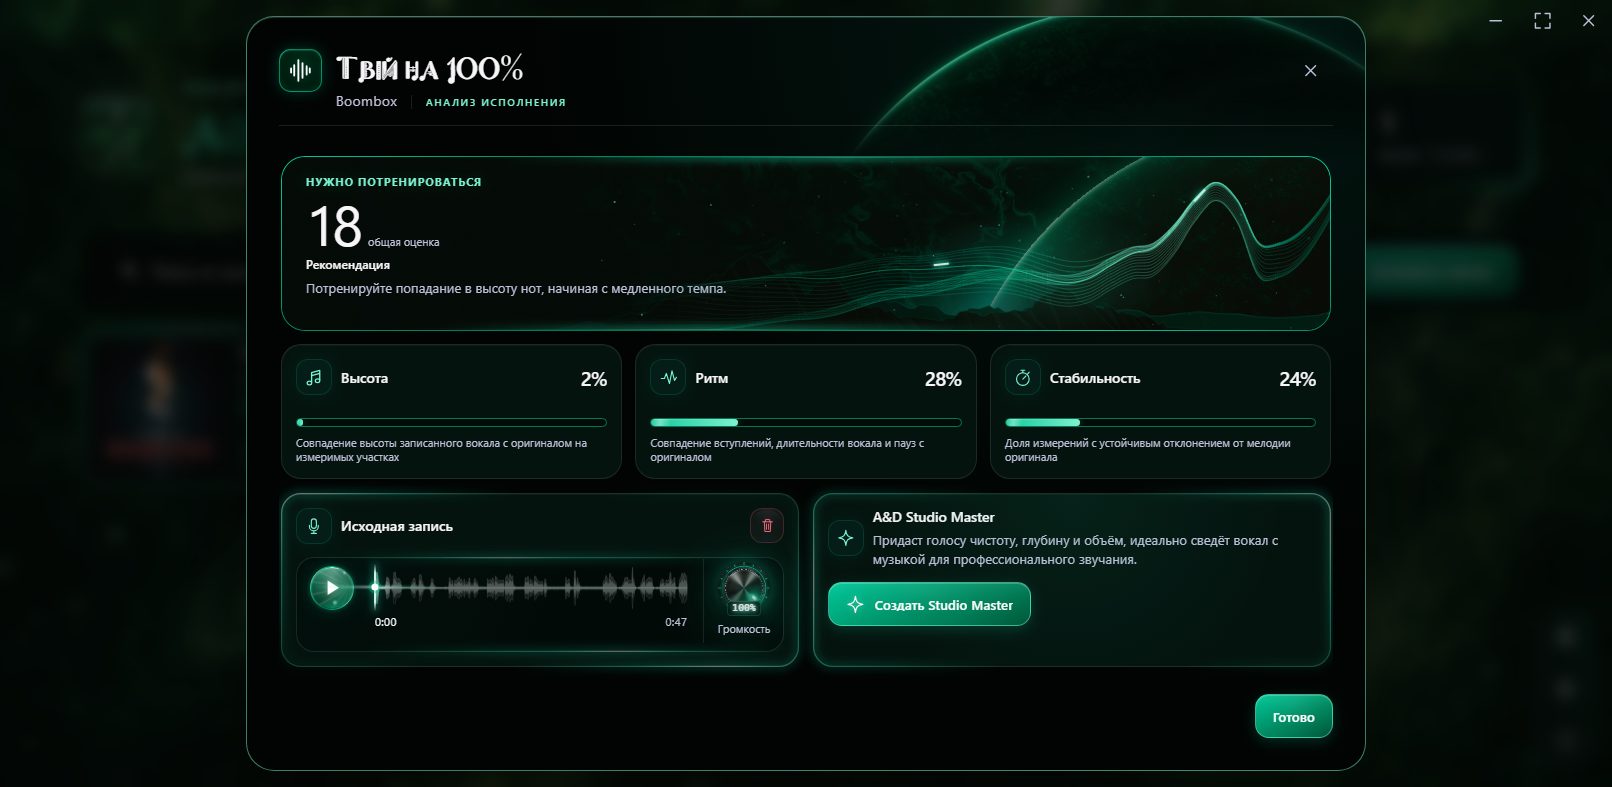 Твій на 100%
Boombox
АНАЛИЗ ИСПОЛНЕНИЯ
НУЖНО ПОТРЕНИРОВАТЬСЯ
18 общая оценка
Рекомендация
Потренируйте попадание в высоту нот, начиная с медленного темпа.
Высота 2%
Совпадение высоты записанного вокала с оригиналом на
измеримых участках
Ритм 28%
Совпадение вступлений, длительности вокала и пауз с
оригиналом
Стабильность 24%
Доля измерений с устойчивым отклонением от мелодии
оригинала
Исходная запись
0:00
0:47
100%
Громкость
A&D Studio Master
Придаст голосу чистоту, глубину и объём, идеально сведёт вокал с
музыкой для профессионального звучания.
Создать Studio Master
Готово